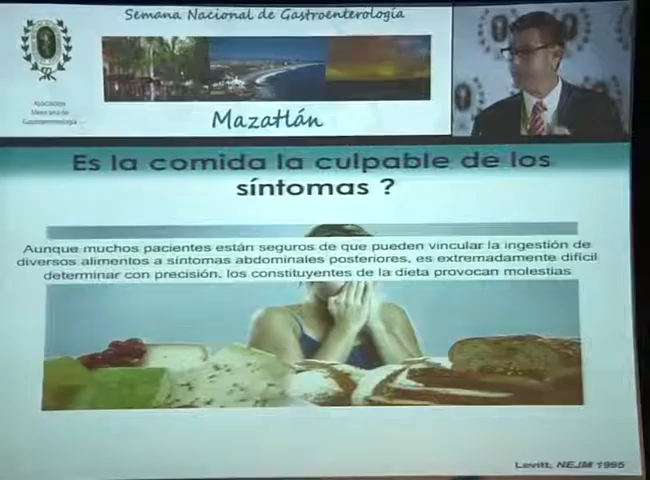 Semana Nacional de Gastroenterología
Asociación
Mexicana de
Gastroenterología
Mazatlán
Es la comida la culpable de los
síntomas ?
Aunque muchos pacientes están seguros de que pueden vincular la ingestión de
diversos alimentos a síntomas abdominales posteriores, es extremadamente difícil
determinar con precisión, los constituyentes de la dieta provocan molestias
Levitt, NEJM 1985